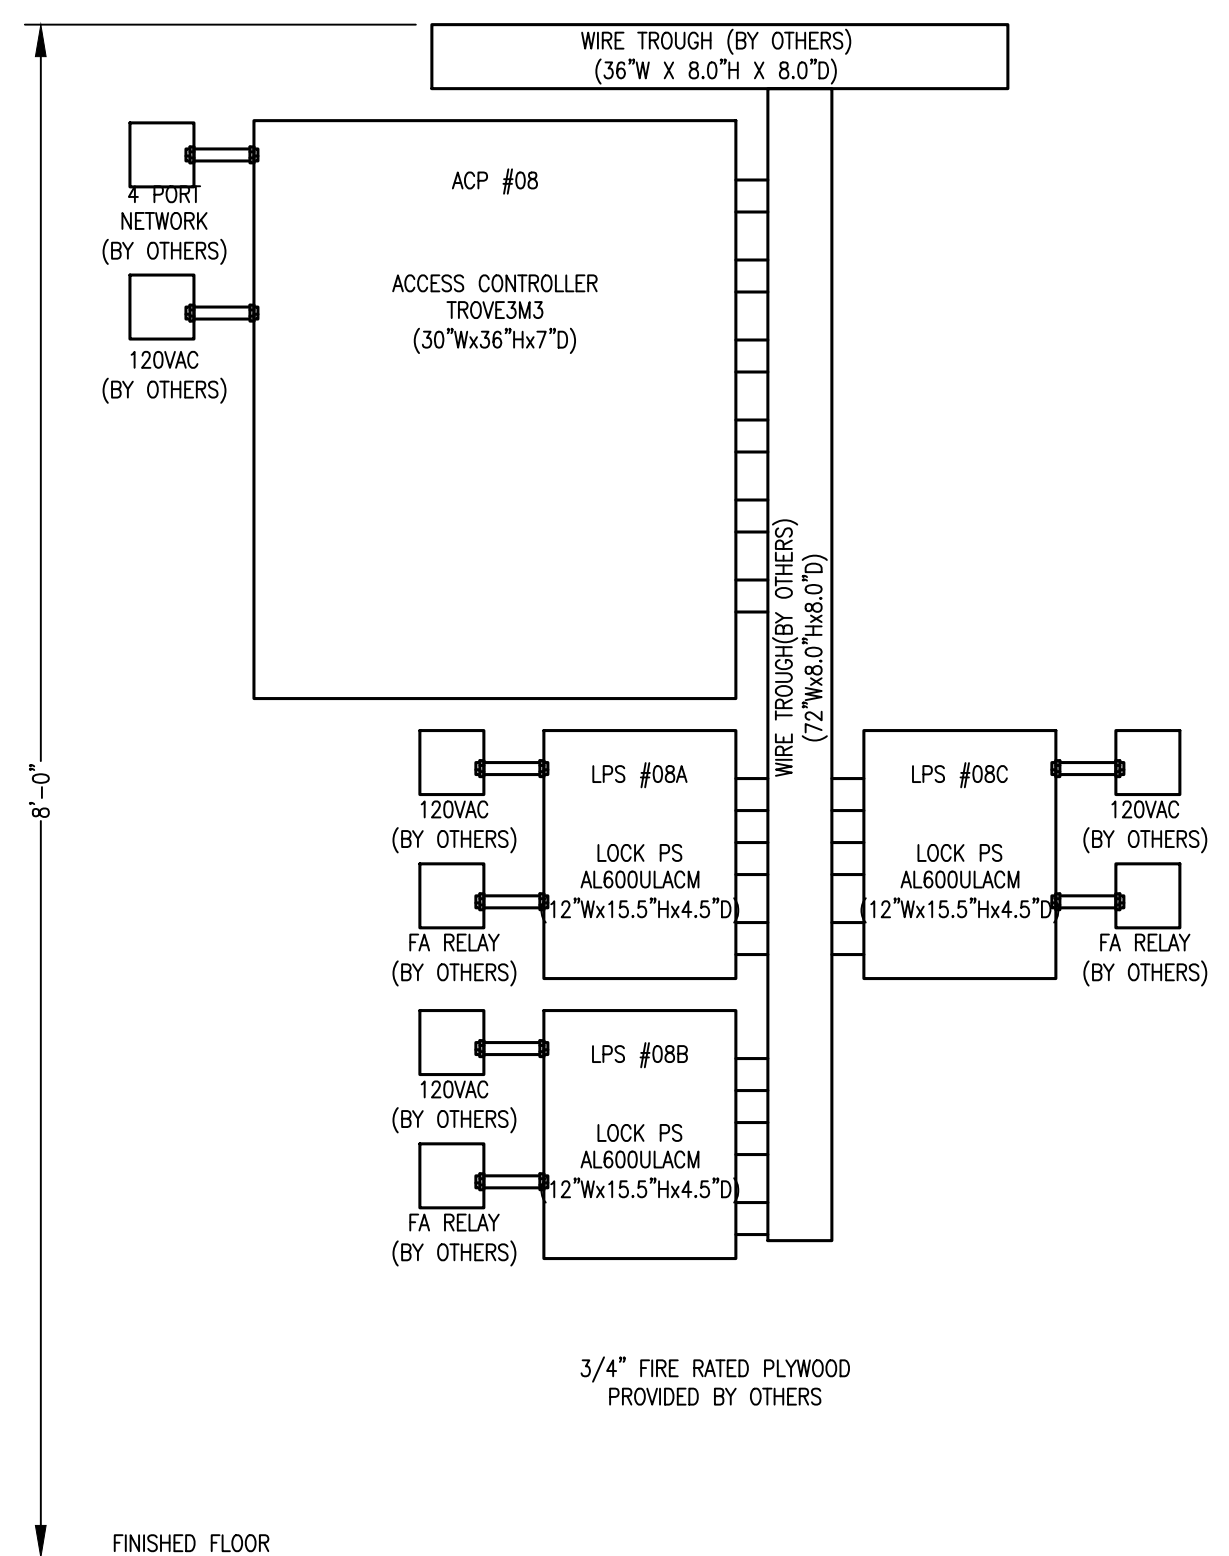 WIRE TROUGH (BY OTHERS)
(36"W X 8.0"H X 8.0"D)
4 PORT
NETWORK
(BY OTHERS)
120VAC
(BY OTHERS)
ACP #08
ACCESS CONTROLLER
TROVE3M3
(30"Wx36"Hx7"D)
WIRE TROUGH(BY OTHERS)
(72"Wx8.0"Hx8.0"D)
8'-0"
120VAC
(BY OTHERS)
FA RELAY
(BY OTHERS)
LPS #08A
LOCK PS
AL600ULACM
(12"Wx15.5"Hx4.5"D)
LPS #08C
LOCK PS
AL600ULACM
(12"Wx15.5"Hx4.5"D)
120VAC
(BY OTHERS)
FA RELAY
(BY OTHERS)
120VAC
(BY OTHERS)
FA RELAY
(BY OTHERS)
LPS #08B
LOCK PS
AL600ULACM
(12"Wx15.5"Hx4.5"D)
3/4" FIRE RATED PLYWOOD
PROVIDED BY OTHERS
FINISHED FLOOR